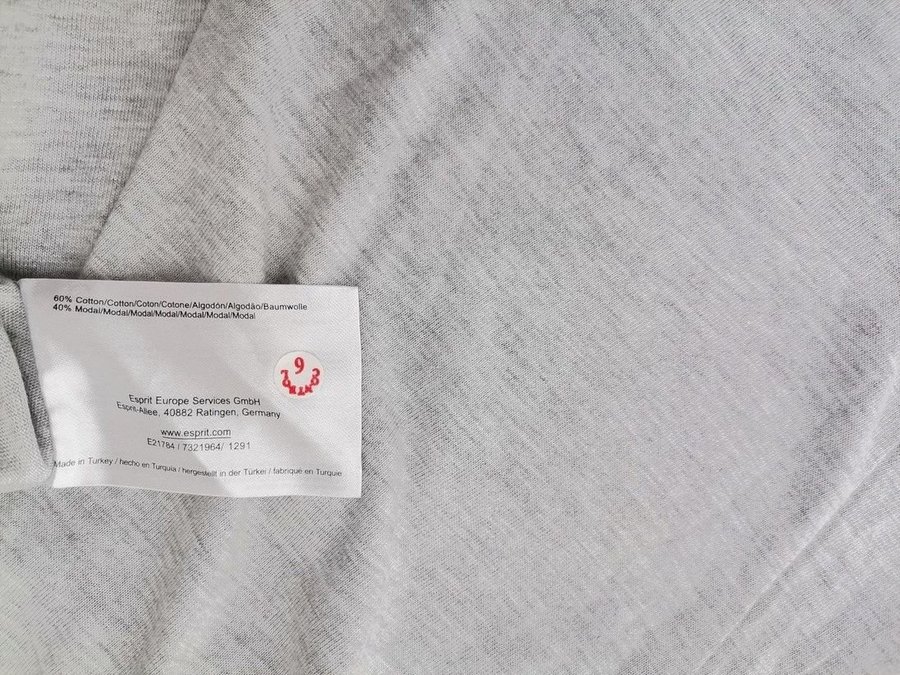 60% Cotton/Cotton/Coton/Cotone/Algodón/Algodão/Baumwolle
40% Modal/Modal/Modal/Modal/Modal/Modal/Modal
9
Esprit Europe Services GmbH
Esprit-Allee, 40882 Ratingen, Germany
www.esprit.com
E21784 / 7321964/ 1291
Made in Turkey / hecho en Turquia / hergestellt in der Türkei / fabrique en Turquie